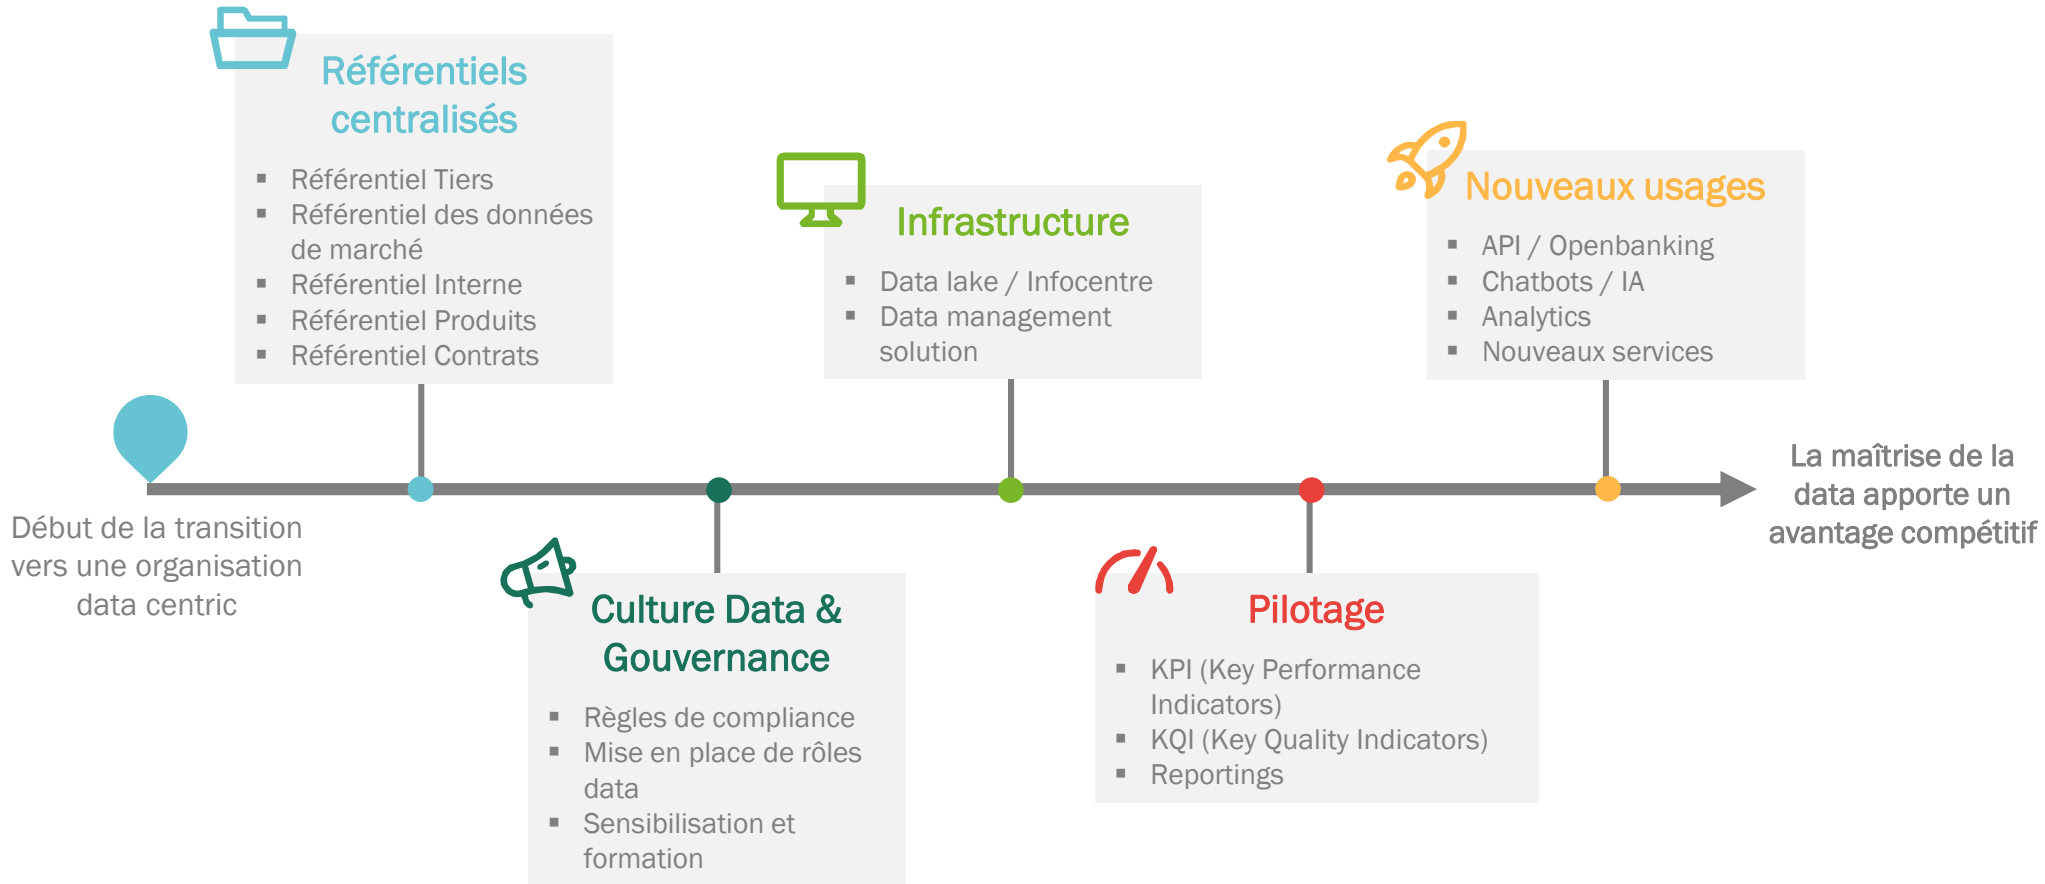 Référentiels
centralisés
▪ Référentiel Tiers
▪ Référentiel des données
de marché
▪ Référentiel Interne
▪ Référentiel Produits
▪ Référentiel Contrats
Infrastructure
▪ Data lake / Infocentre
▪ Data management
solution
Nouveaux usages
▪ API / Openbanking
▪ Chatbots / IA
▪ Analytics
▪ Nouveaux services
Début de la transition
vers une organisation
data centric
La maîtrise de la
data apporte un
avantage compétitif
Culture Data &
Gouvernance
▪ Règles de compliance
▪ Mise en place de rôles
data
▪ Sensibilisation et
formation
Pilotage
▪ KPI (Key Performance
Indicators)
▪ KQI (Key Quality Indicators)
▪ Reportings